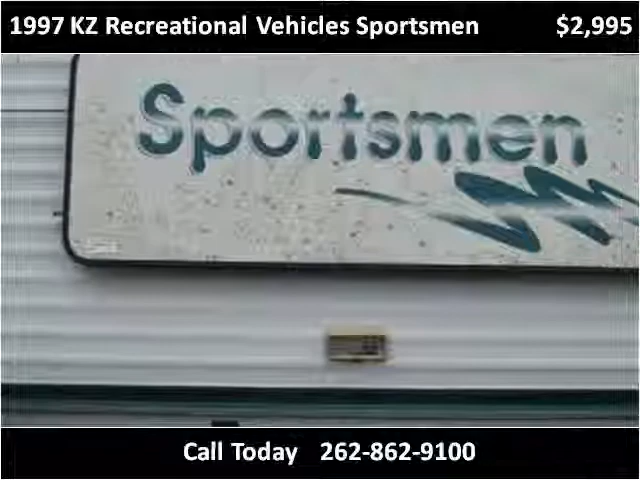 1997 KZ Recreational Vehicles Sportsmen $2,995
Sportsmen
Call Today 262-862-9100